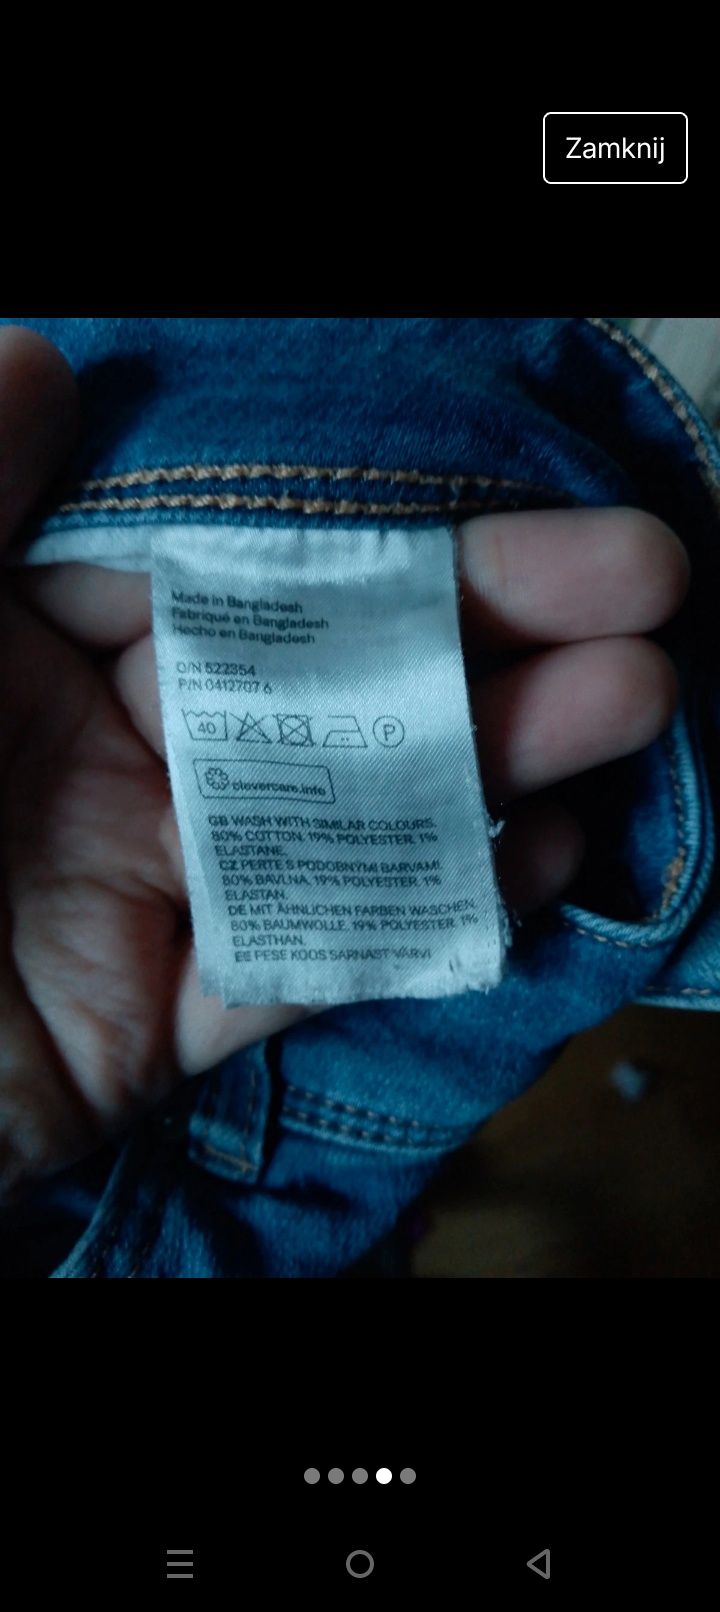 Zamknij
Made in Bangladesh
Fabriqué en Bangladesh
Hecho en Bangladesh
O/N 522354
P/N 0412707 6
40
P
clevercare.info
GB WASH WITH SIMILAR COLOURS.
80% COTTON. 19% POLYESTER. 1%
ELASTANE.
CZ PERTE S PODOBNÝMI BARVAMI.
80% BAVLNA. 19% POLYESTER. 1%
ELASTAN.
DE MIT ÄHNLICHEN FARBEN WASCHEN.
80% BAUMWOLLE. 19% POLYESTER. 1%
ELASTHAN.
EE PESE KOOS SARNAST VÄRVI